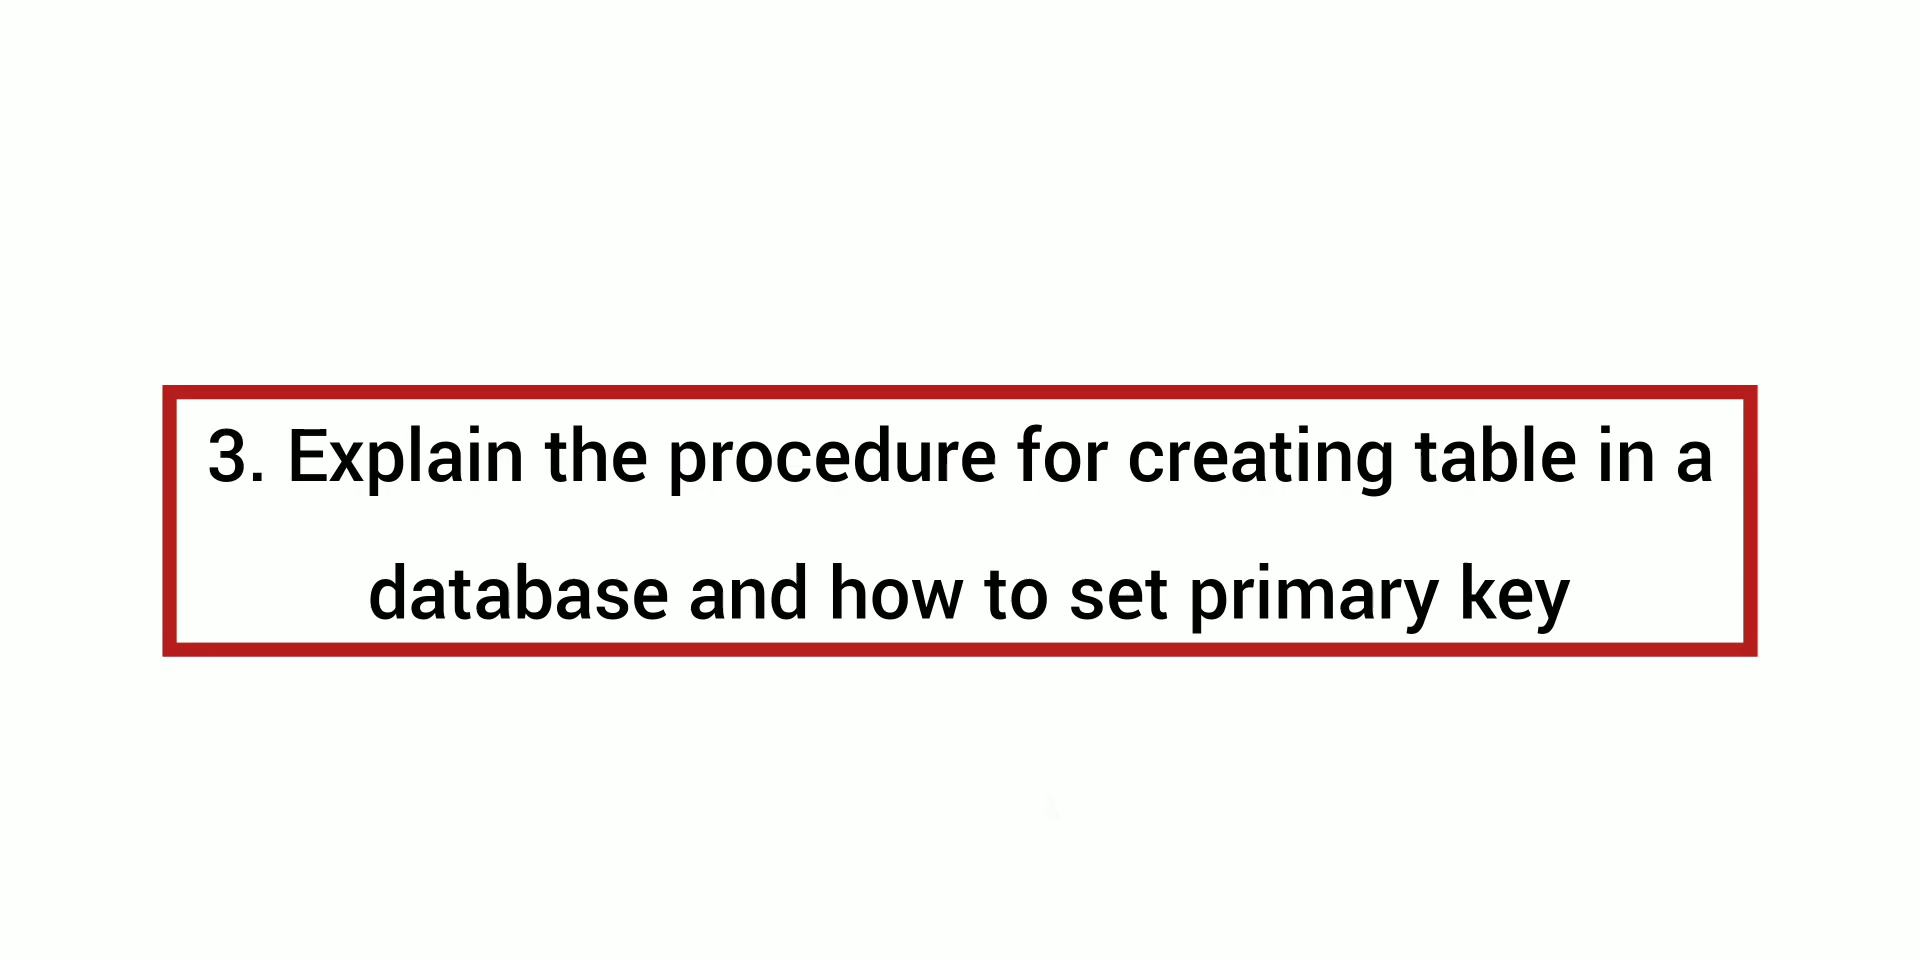 3. Explain the procedure for creating table in a
database and how to set primary key